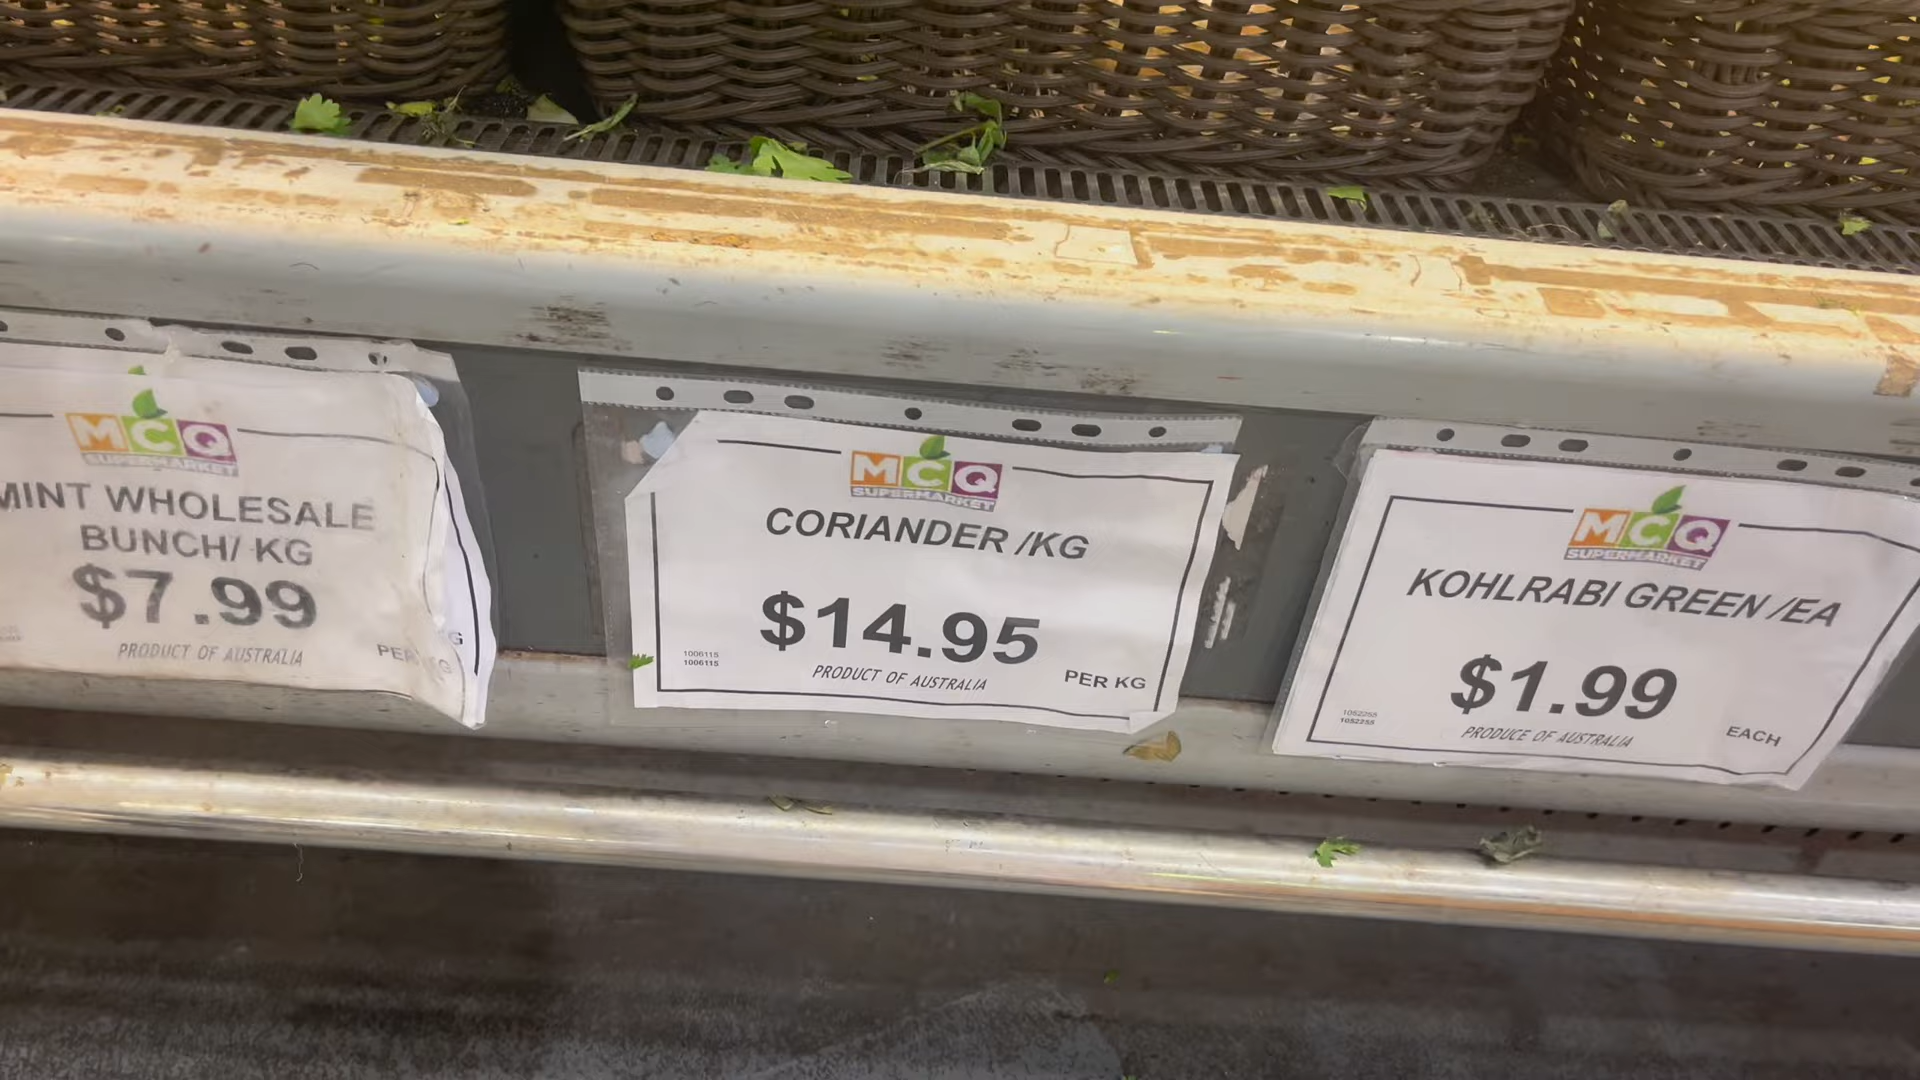 MCQ
SUPERMARKET
MINT WHOLESALE
BUNCH/ KG
$7.99
PRODUCT OF AUSTRALIA
PER KG
MCQ
SUPERMARKET
CORIANDER /KG
$14.95
1006115
1006115
PRODUCT OF AUSTRALIA
PER KG
MCQ
SUPERMARKET
KOHLRABI GREEN /EA
$1.99
1052255
1052255
PRODUCE OF AUSTRALIA
EACH